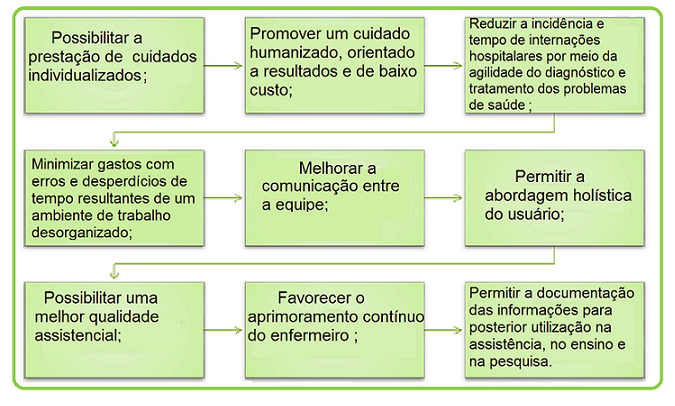 Possibilitar a
prestação de cuidados
individualizados;
Promover um cuidado
humanizado, orientado
a resultados e de baixo
custo;
Reduzir a incidência e
tempo de internações
hospitalares por meio da
agilidade do diagnóstico e
tratamento dos problemas
de saúde ;
Minimizar gastos com
erros e desperdícios de
tempo resultantes de um
ambiente de trabalho
desorganizado;
Melhorar a
comunicação entre
a equipe;
Permitir a
abordagem holística
do usuário;
Possibilitar uma
melhor qualidade
assistencial;
Favorecer o
aprimoramento contínuo
do enfermeiro ;
Permitir a documentação
das informações para
posterior utilização na
assistência, no ensino e
na pesquisa.